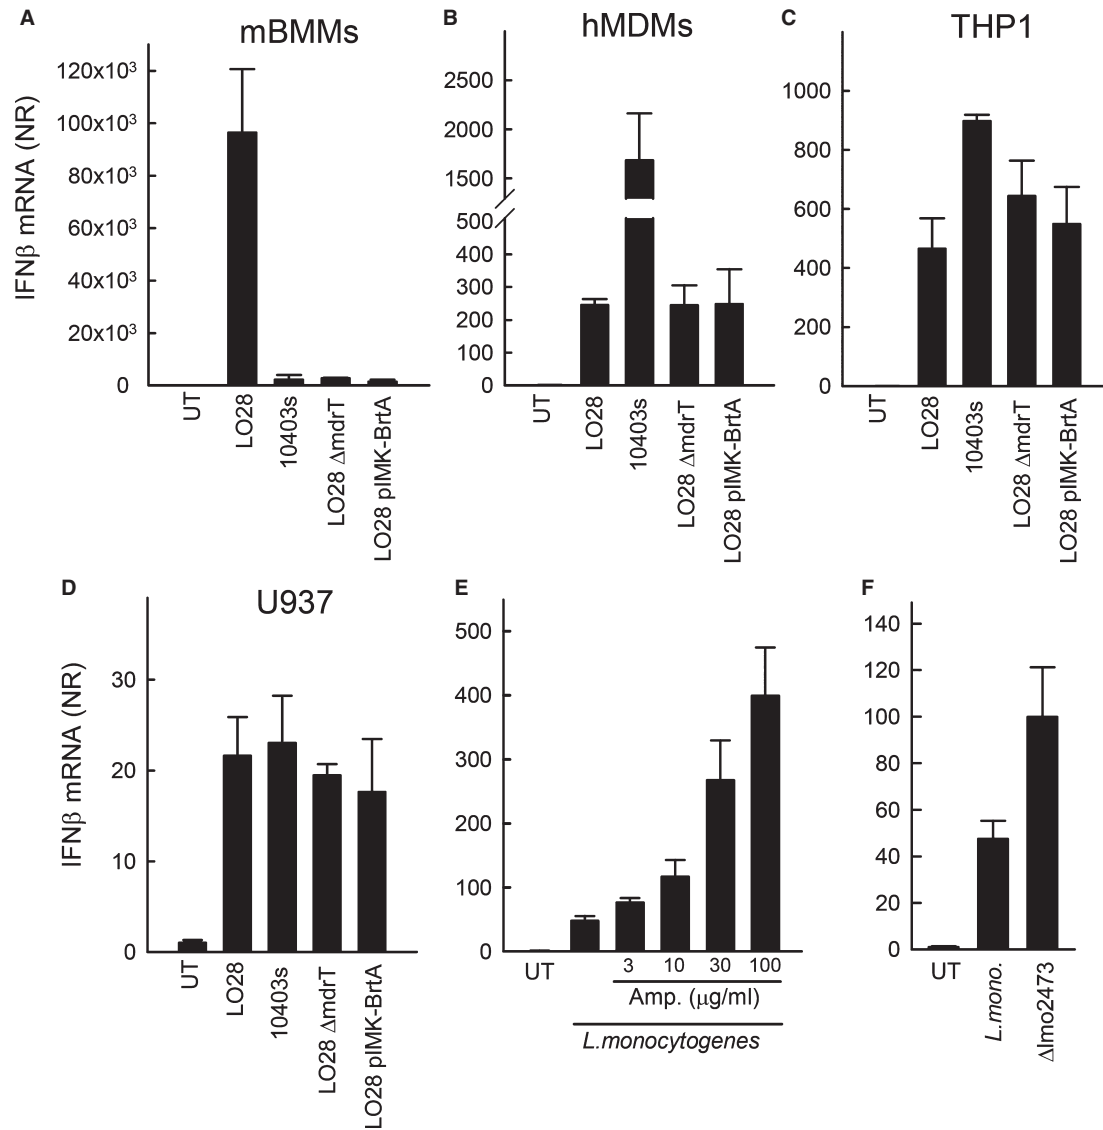 A
mBMMs
IFNβ mRNA (NR)
120x10³
100x10³
80x10³
60x10³
40x10³
20x10³
0
UT
LO28
10403s
LO28 ΔmdrT
LO28 pIMK-BrtA
B
hMDMs
2500
2000
1500
500
400
300
200
100
0
UT
LO28
10403s
LO28 ΔmdrT
LO28 pIMK-BrtA
C
THP1
1000
800
600
400
200
0
UT
LO28
10403s
LO28 ΔmdrT
LO28 pIMK-BrtA
D
U937
IFNβ mRNA (NR)
30
20
10
0
UT
LO28
10403s
LO28 ΔmdrT
LO28 pIMK-BrtA
E
500
400
300
200
100
0
UT
3 10 30 100
Amp. (μg/ml)
L.monocytogenes
F
140
120
100
80
60
40
20
0
UT
L.mono.
Δlmo2473